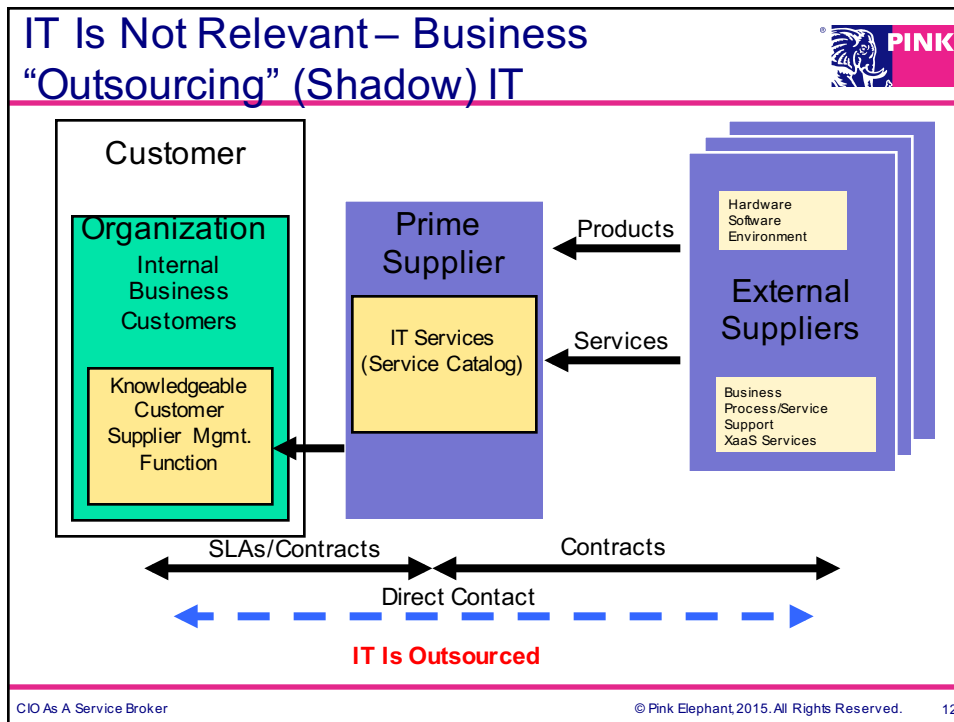 IT Is Not Relevant – Business
“Outsourcing” (Shadow) IT
®
PINK
Customer
Organization
Internal
Business
Customers
Knowledgeable
Customer
Supplier Mgmt.
Function
Prime
Supplier
IT Services
(Service Catalog)
Products
Services
Hardware
Software
Environment
External
Suppliers
Business
Process/Service
Support
XaaS Services
SLAs/Contracts
Contracts
Direct Contact
IT Is Outsourced
CIO As A Service Broker
© Pink Elephant, 2015. All Rights Reserved.
12